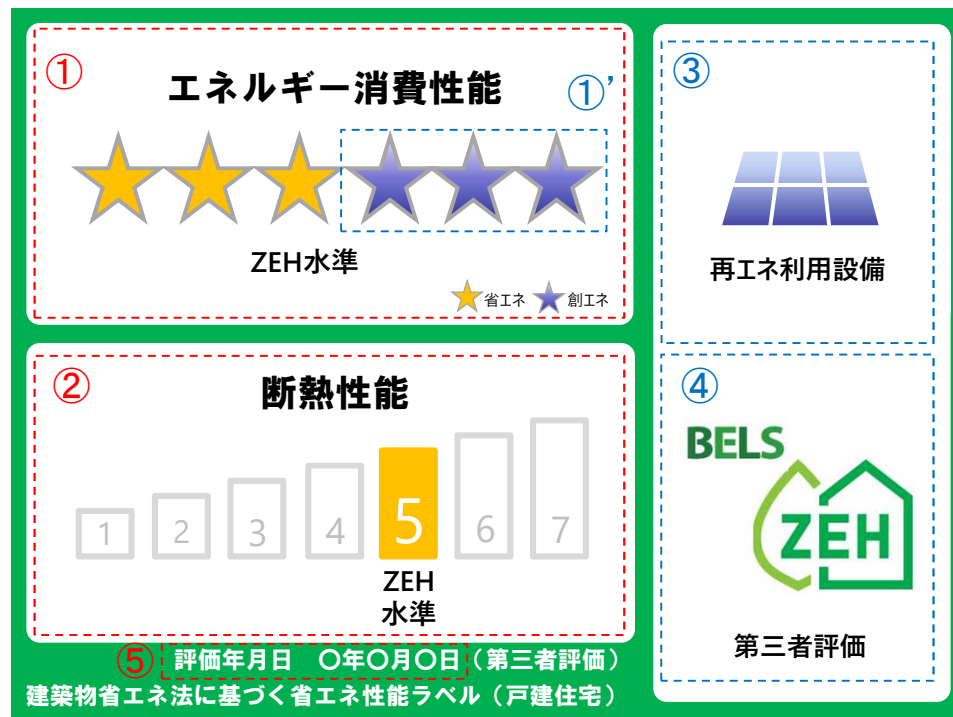 ①
エネルギー消費性能
①’
ZEH水準
省エネ 創エネ
②
断熱性能
1 2 3 4 5 6 7
ZEH
水準
⑤ 評価年月日 〇年〇月〇日（第三者評価）
建築物省エネ法に基づく省エネ性能ラベル（戸建住宅）
③
再エネ利用設備
④
BELS
ZEH
第三者評価